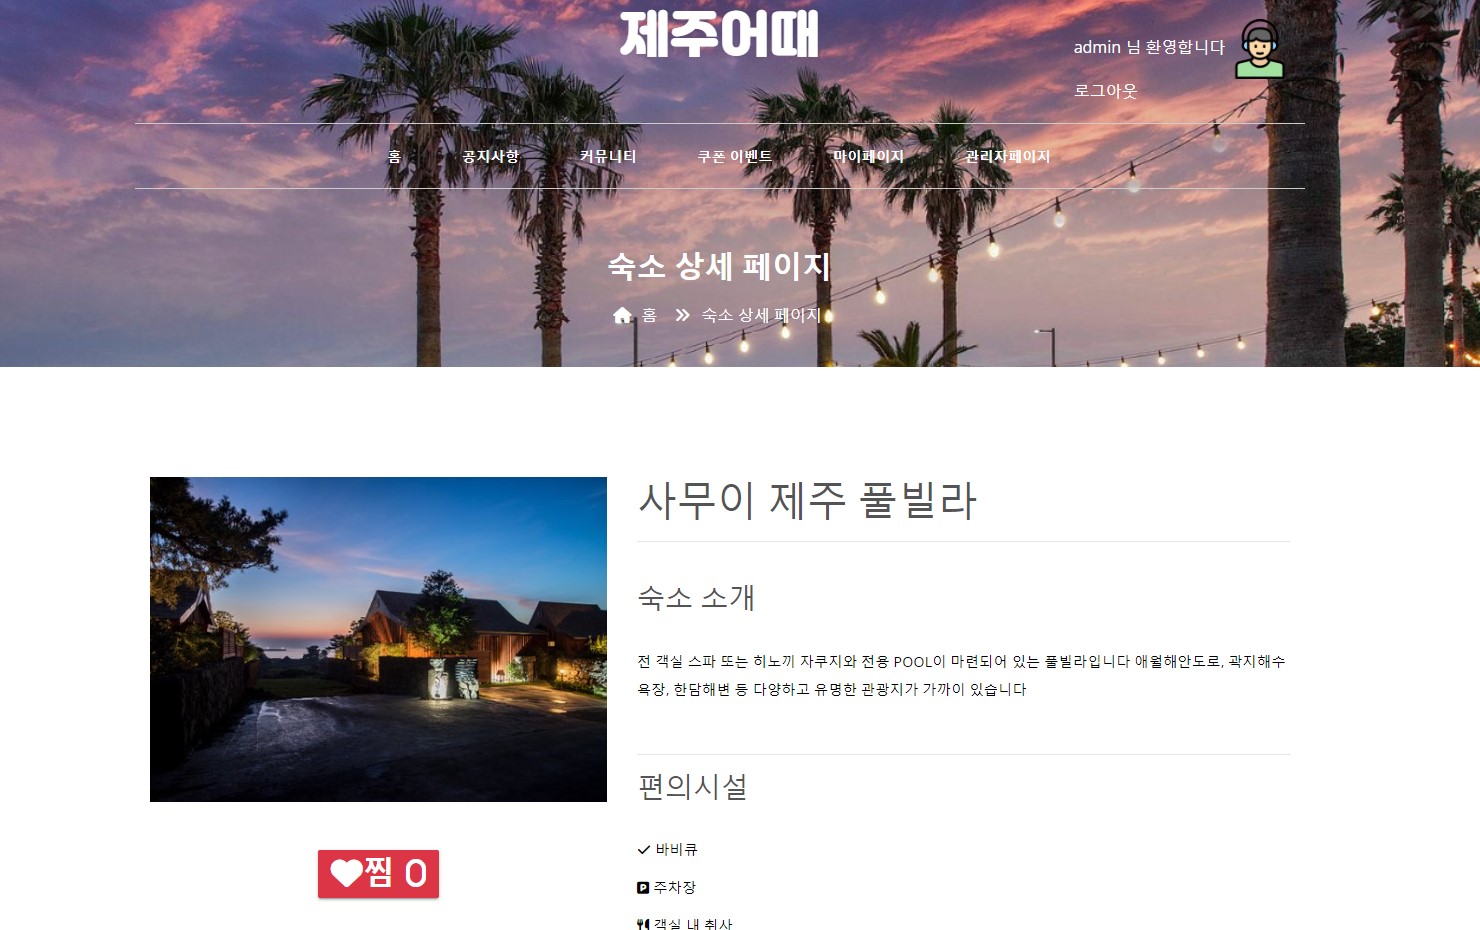 제주어때
admin 님 환영합니다
로그아웃
홈 공지사항 커뮤니티 쿠폰 이벤트 마이페이지 관리자페이지
숙소 상세 페이지
홈 숙소 상세 페이지
사무이 제주 풀빌라
숙소 소개
전 객실 스파 또는 히노끼 자쿠지와 전용 POOL이 마련되어 있는 풀빌라입니다 애월해안도로, 곽지해수
욕장, 한담해변 등 다양하고 유명한 관광지가 가까이 있습니다
편의시설
바비큐
주차장
객실 내 취사
찜 0